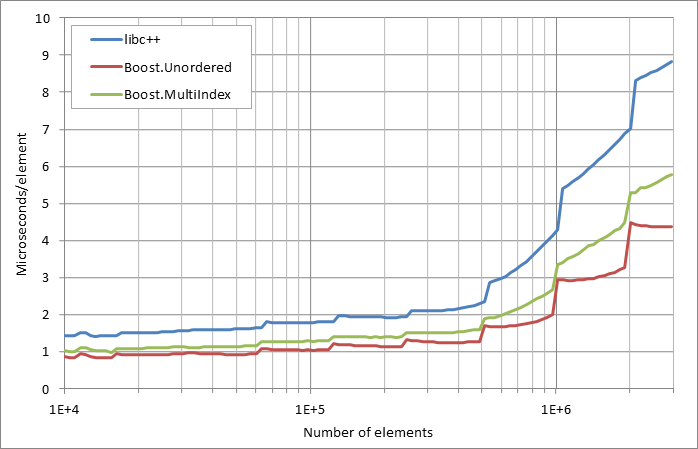 10
9
8
7
6
5
4
3
2
1
0
Microseconds/element
libc++
Boost.Unordered
Boost.MultiIndex
1E+4
1E+5
1E+6
Number of elements